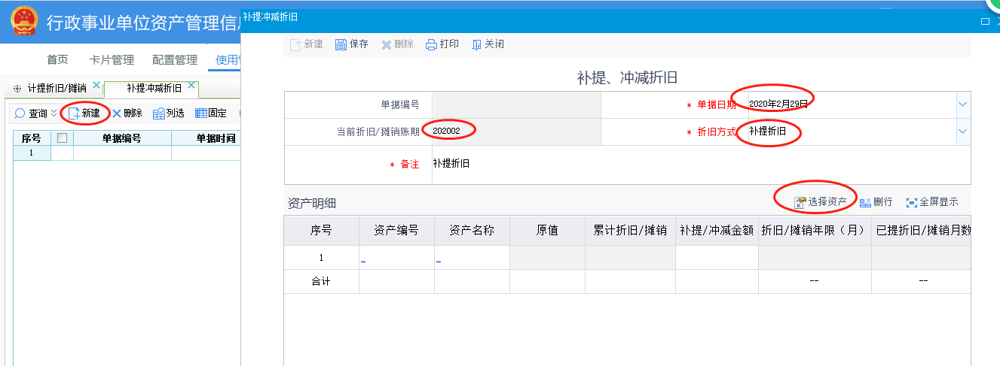 行政事业单位资产管理信
首页 卡片管理 配置管理 使用
计提折旧/摊销 补提冲减折旧
查询 新建 删除 列选 固定
序号 单据编号 单据时间
1
补提冲减折旧
新建 保存 删除 打印 关闭
补提、冲减折旧
单据编号 * 单据日期 2020年2月29日
当前折旧/摊销账期 202002 * 折旧方式 补提折旧
* 备注 补提折旧
资产明细 选择资产 删行 全屏显示
序号 资产编号 资产名称 原值 累计折旧/摊销 补提/冲减金额 折旧/摊销年限（月） 已提折旧/摊销月数
1
合计 -- --